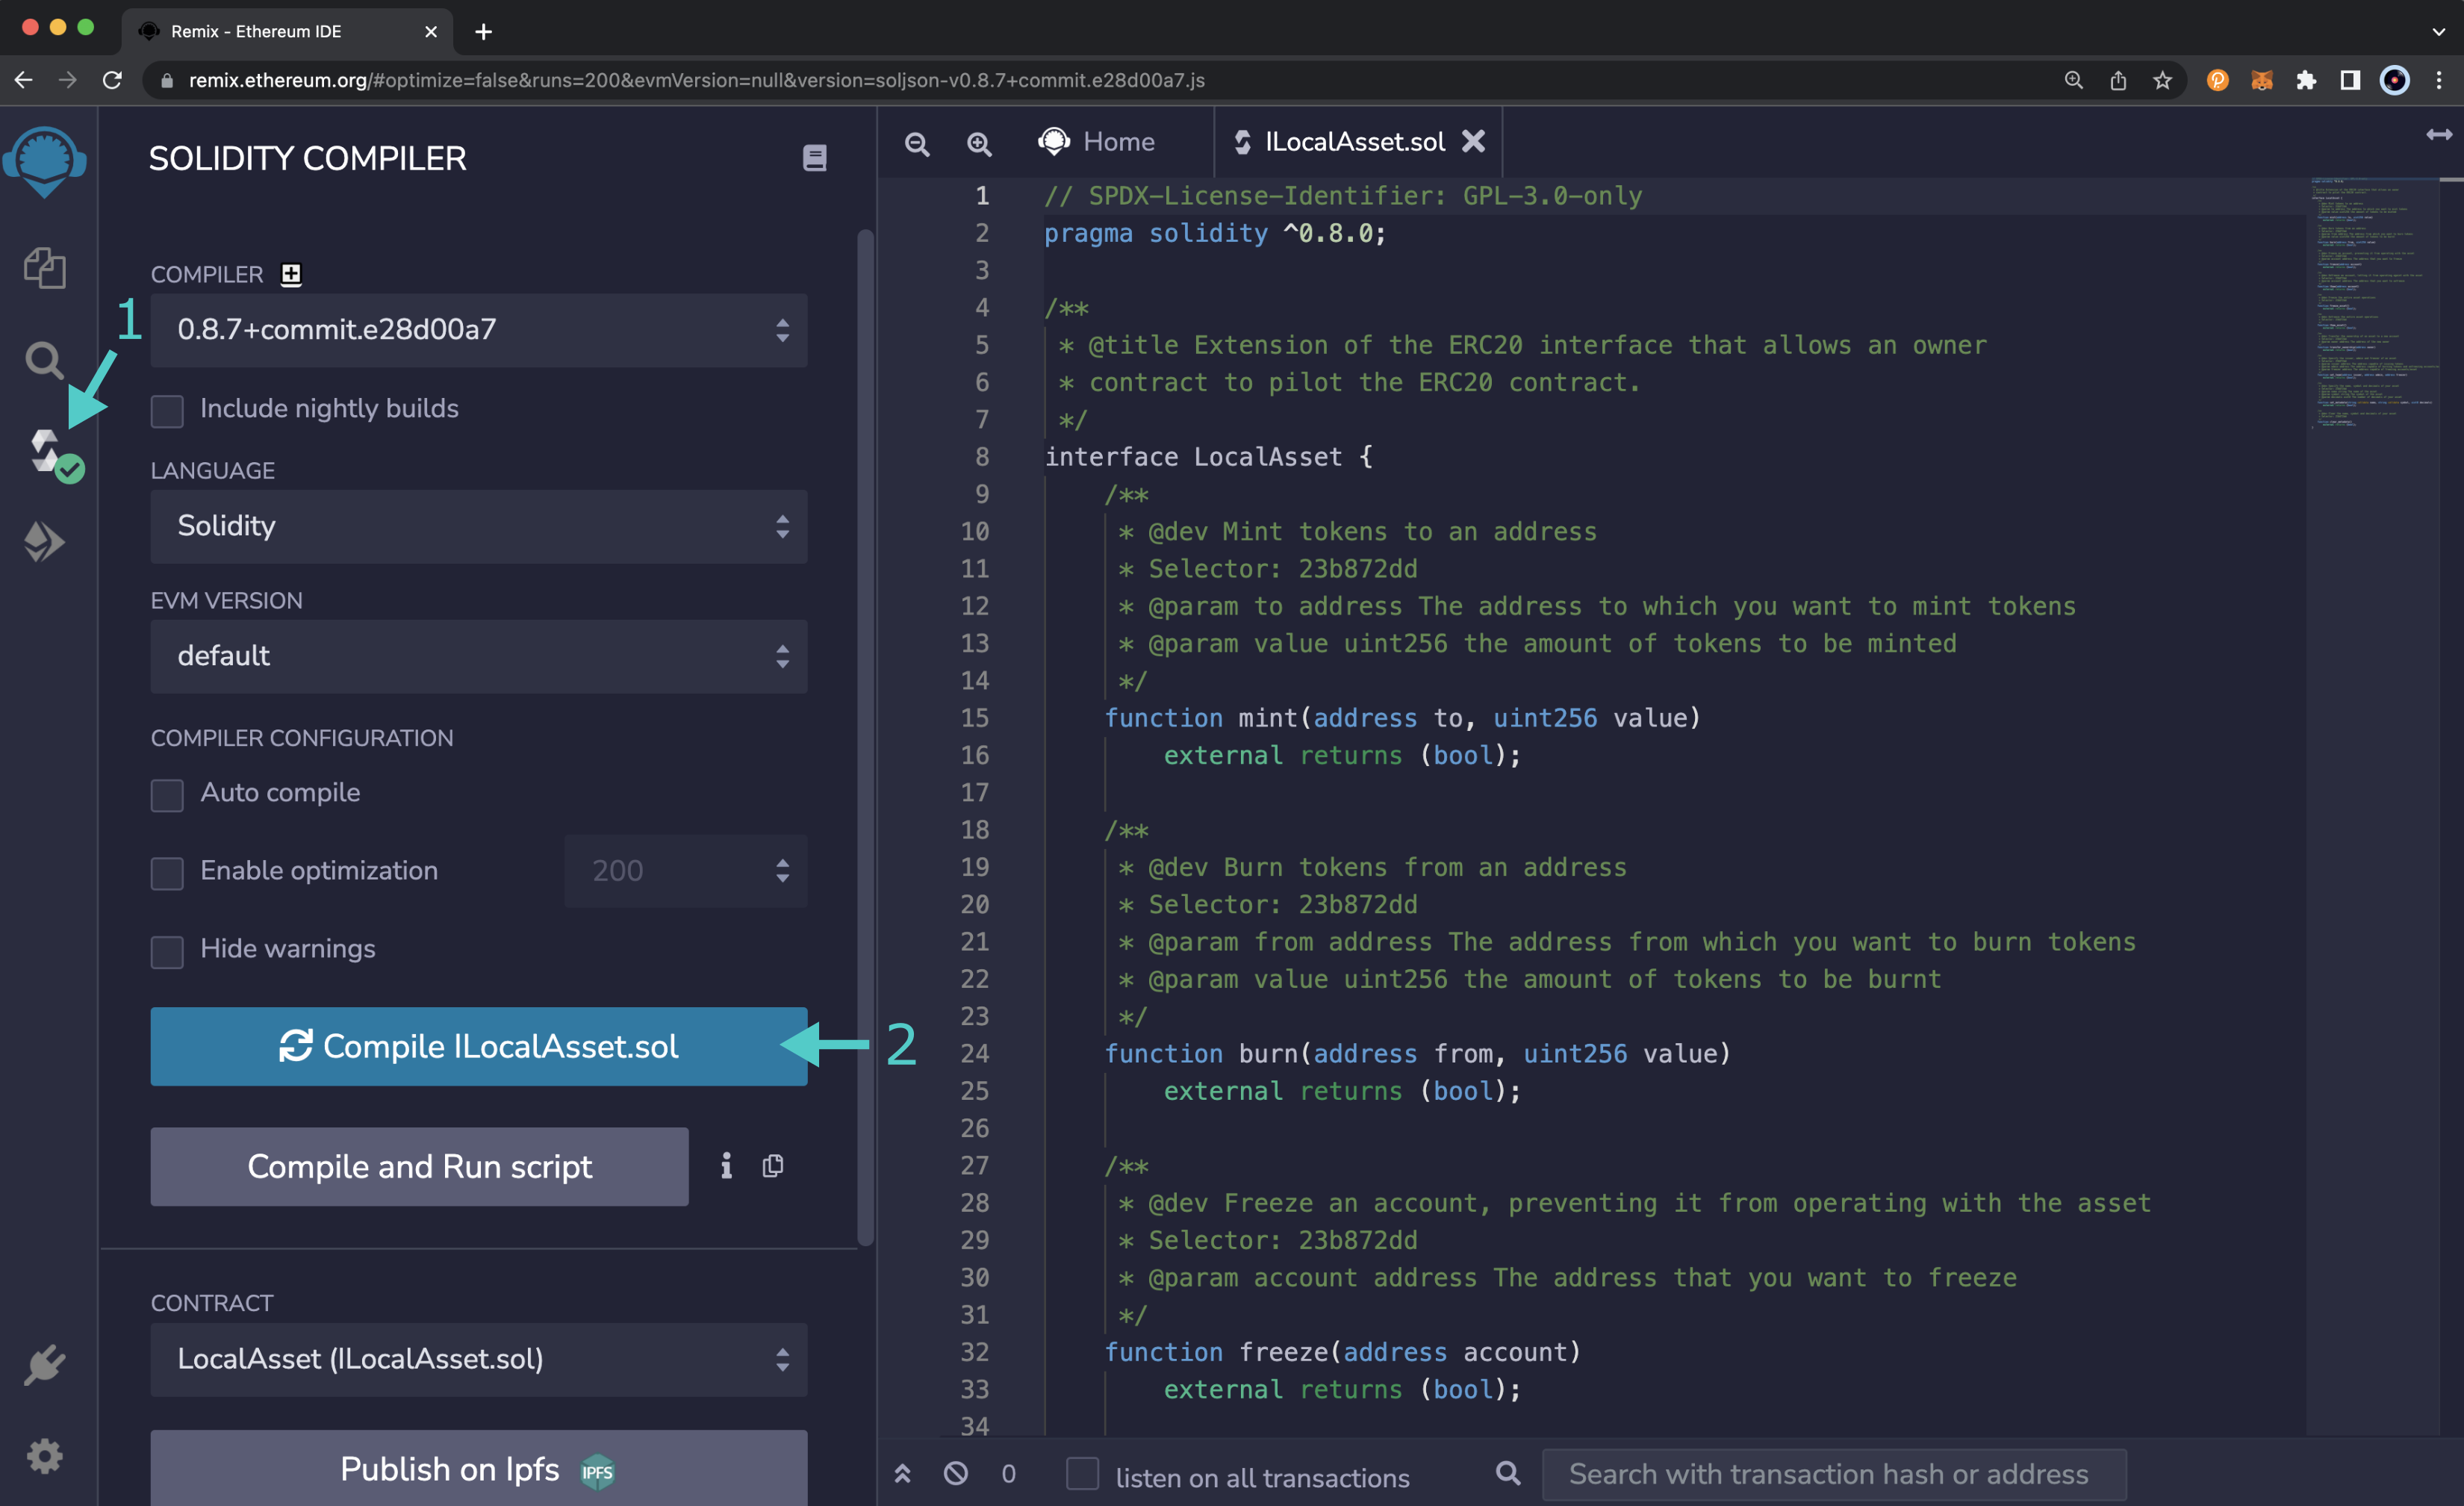 Remix - Ethereum IDE
remix.ethereum.org/#optimize=false&runs=200&evmVersion=null&version=soljson-v0.8.7+commit.e28d00a7.js
SOLIDITY COMPILER
COMPILER
1
0.8.7+commit.e28d00a7
Include nightly builds
LANGUAGE
Solidity
EVM VERSION
default
COMPILER CONFIGURATION
Auto compile
Enable optimization
200
Hide warnings
Compile ILocalAsset.sol
2
Compile and Run script
CONTRACT
LocalAsset (ILocalAsset.sol)
Publish on Ipfs IPFS
Home
ILocalAsset.sol
1 // SPDX-License-Identifier: GPL-3.0-only
2 pragma solidity ^0.8.0;
3
4 /**
5 * @title Extension of the ERC20 interface that allows an owner
6 * contract to pilot the ERC20 contract.
7 */
8 interface LocalAsset {
9 /**
10 * @dev Mint tokens to an address
11 * Selector: 23b872dd
12 * @param to address The address to which you want to mint tokens
13 * @param value uint256 the amount of tokens to be minted
14 */
15 function mint(address to, uint256 value)
16 external returns (bool);
17
18 /**
19 * @dev Burn tokens from an address
20 * Selector: 23b872dd
21 * @param from address The address from which you want to burn tokens
22 * @param value uint256 the amount of tokens to be burnt
23 */
24 function burn(address from, uint256 value)
25 external returns (bool);
26
27 /**
28 * @dev Freeze an account, preventing it from operating with the asset
29 * Selector: 23b872dd
30 * @param account address The address that you want to freeze
31 */
32 function freeze(address account)
33 external returns (bool);
34
0
listen on all transactions
Search with transaction hash or address